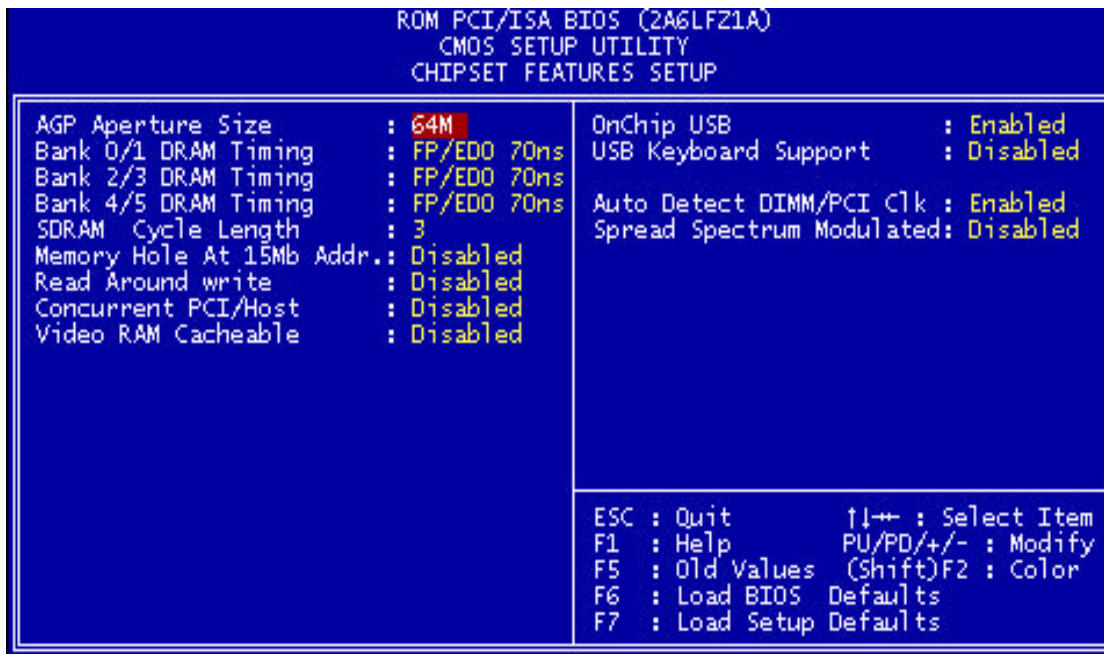 ROM PCI/ISA BIOS (2A6LFZ1A)
CMOS SETUP UTILITY
CHIPSET FEATURES SETUP
AGP Aperture Size : 64M
Bank 0/1 DRAM Timing : FP/EDO 70ns
Bank 2/3 DRAM Timing : FP/EDO 70ns
Bank 4/5 DRAM Timing : FP/EDO 70ns
SDRAM Cycle Length : 3
Memory Hole At 15Mb Addr.: Disabled
Read Around write : Disabled
Concurrent PCI/Host : Disabled
Video RAM Cacheable : Disabled
OnChip USB : Enabled
USB Keyboard Support : Disabled
Auto Detect DIMM/PCI Clk : Enabled
Spread Spectrum Modulated: Disabled
ESC : Quit ↑↓→← : Select Item
F1 : Help PU/PD/+/- : Modify
F5 : Old Values (Shift)F2 : Color
F6 : Load BIOS Defaults
F7 : Load Setup Defaults